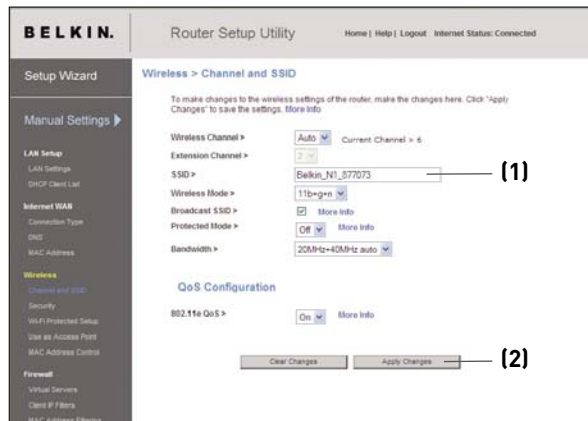 BELKIN.
Router Setup Utility
Home | Help | Logout Internet Status: Connected
Setup Wizard
Manual Settings
LAN Setup
LAN Settings
DHCP Client List
Internet WAN
Connection Type
DNS
MAC Address
Wireless
Channel and SSID
Security
Wi-Fi Protected Setup
Use as Access Point
MAC Address Control
Firewall
Virtual Servers
Client IP Filters
MAC Address Filtering
Wireless > Channel and SSID
To make changes to the wireless settings of the router, make the changes here. Click "Apply
Changes" to save the settings. More Info
Wireless Channel > Auto Current Channel > 6
Extension Channel > 2
SSID > Belkin_N1_877073 (1)
Wireless Mode > 11b+g+n
Broadcast SSID > More Info
Protected Mode > Off More Info
Bandwidth > 20MHz+40MHz auto
QoS Configuration
802.11e QoS > On More Info
Clear Changes Apply Changes (2)